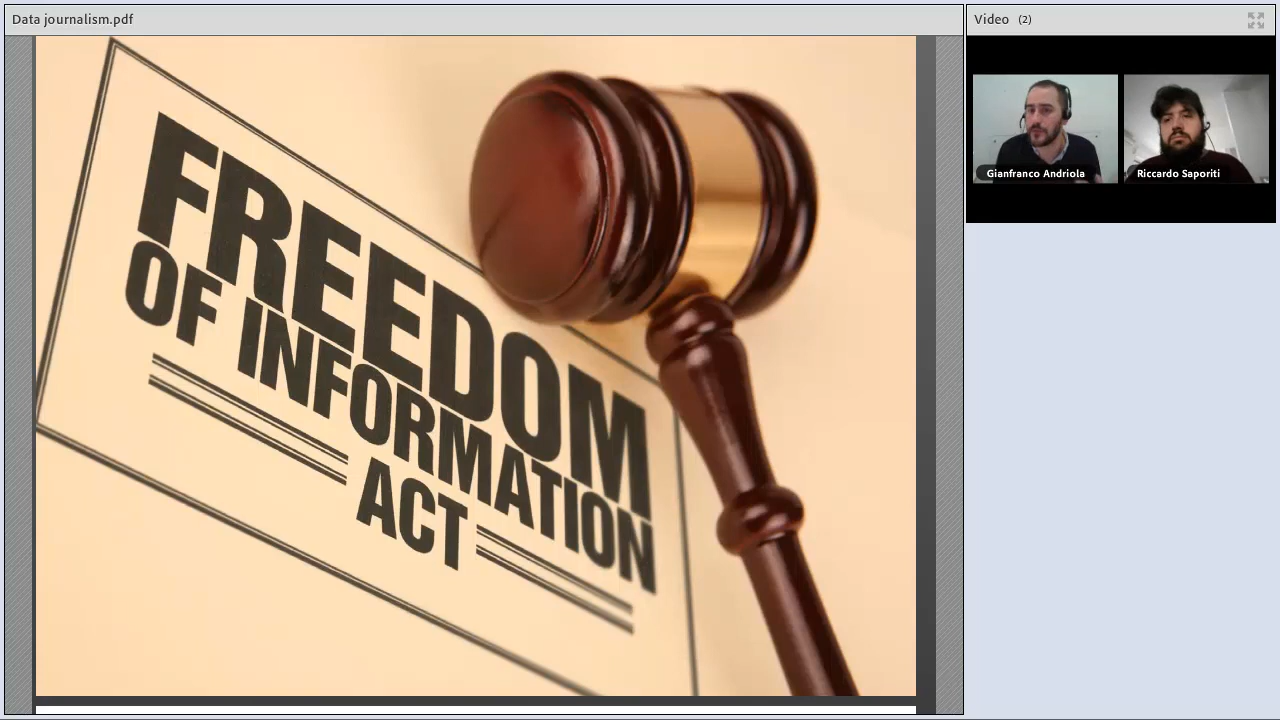 Data journalism.pdf
FREEDOM
OF INFORMATION
ACT
Video (2)
Gianfranco Andriola
Riccardo Saporiti